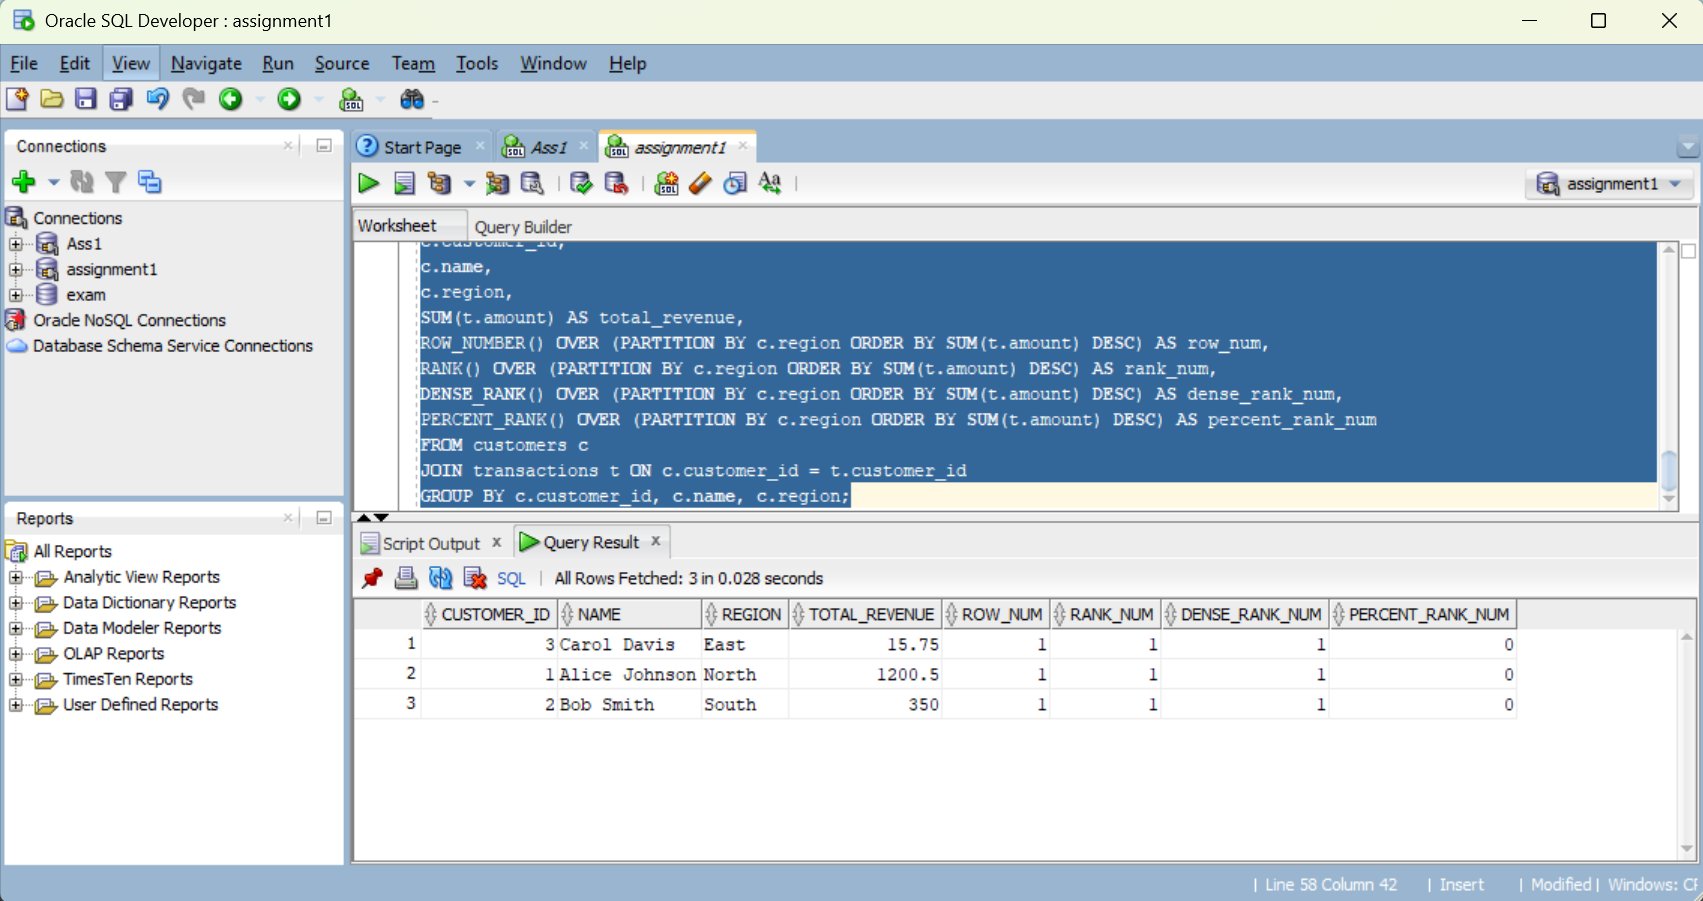 Oracle SQL Developer : assignment1
File Edit View Navigate Run Source Team Tools Window Help
Connections
Start Page Ass1 assignment1
assignment1
Connections
Ass1
assignment1
exam
Oracle NoSQL Connections
Database Schema Service Connections
Worksheet Query Builder
c.customer_id,
c.name,
c.region,
SUM(t.amount) AS total_revenue,
ROW_NUMBER() OVER (PARTITION BY c.region ORDER BY SUM(t.amount) DESC) AS row_num,
RANK() OVER (PARTITION BY c.region ORDER BY SUM(t.amount) DESC) AS rank_num,
DENSE_RANK() OVER (PARTITION BY c.region ORDER BY SUM(t.amount) DESC) AS dense_rank_num,
PERCENT_RANK() OVER (PARTITION BY c.region ORDER BY SUM(t.amount) DESC) AS percent_rank_num
FROM customers c
JOIN transactions t ON c.customer_id = t.customer_id
GROUP BY c.customer_id, c.name, c.region;
Reports
All Reports
Analytic View Reports
Data Dictionary Reports
Data Modeler Reports
OLAP Reports
TimesTen Reports
User Defined Reports
Script Output Query Result
SQL All Rows Fetched: 3 in 0.028 seconds
CUSTOMER_ID NAME REGION TOTAL_REVENUE ROW_NUM RANK_NUM DENSE_RANK_NUM PERCENT_RANK_NUM
1 3 Carol Davis East 15.75 1 1 1 0
2 1 Alice Johnson North 1200.5 1 1 1 0
3 2 Bob Smith South 350 1 1 1 0
Line 58 Column 42 | Insert | Modified | Windows: